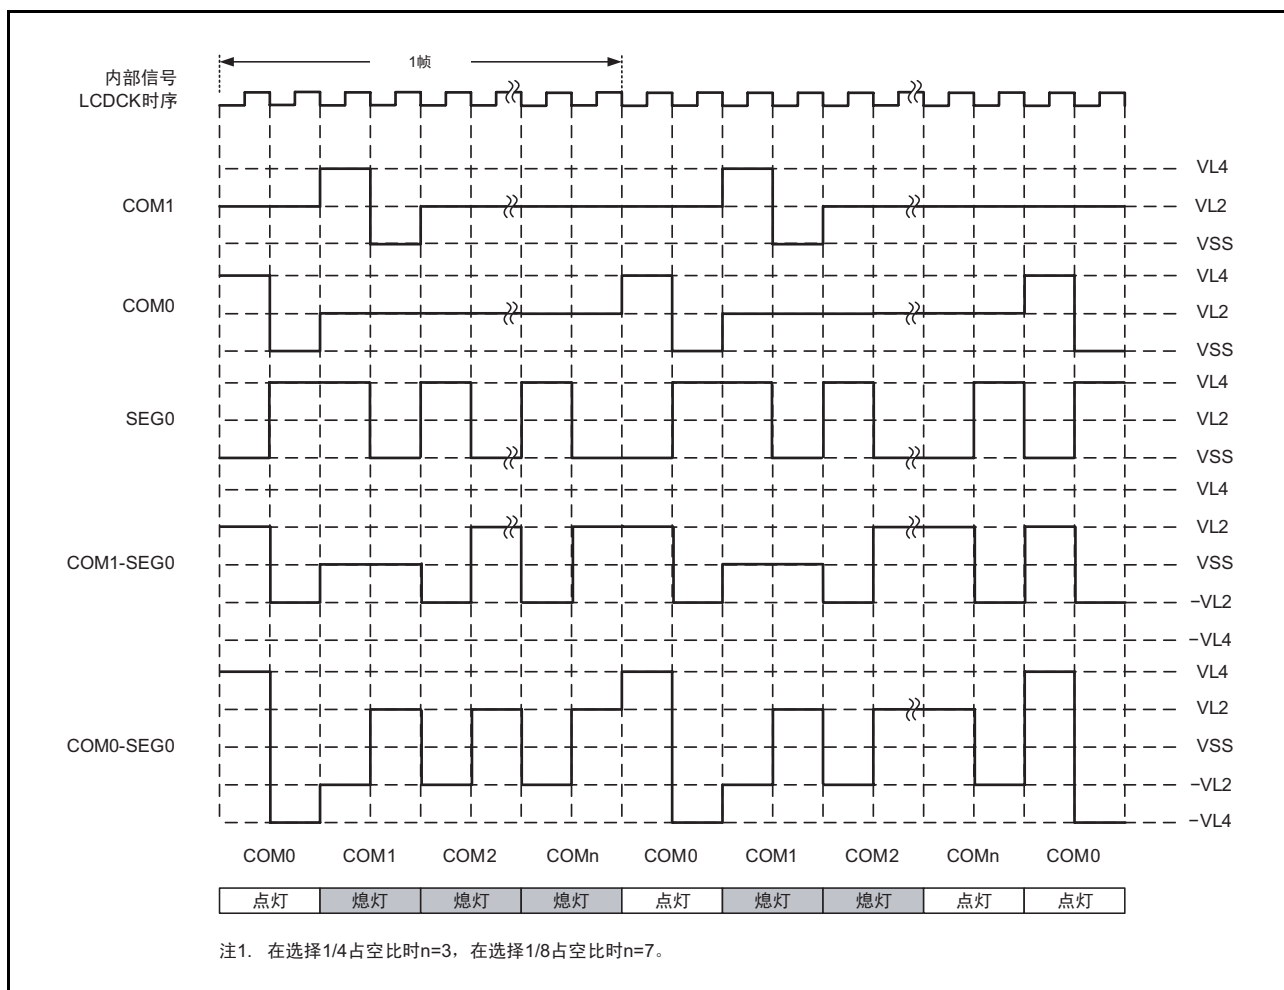 1帧
内部信号
LCDCK时序
VL4
COM1
VL2
VSS
VL4
COM0
VL2
VSS
VL4
SEG0
VL2
VSS
VL4
VL2
COM1-SEG0
VSS
−VL2
−VL4
VL4
VL2
COM0-SEG0
VSS
−VL2
−VL4
COM0 COM1 COM2 COMn COM0 COM1 COM2 COMn COM0
点灯 熄灯 熄灯 熄灯 点灯 熄灯 熄灯 点灯 点灯
注1. 在选择1/4占空比时n=3，在选择1/8占空比时n=7。